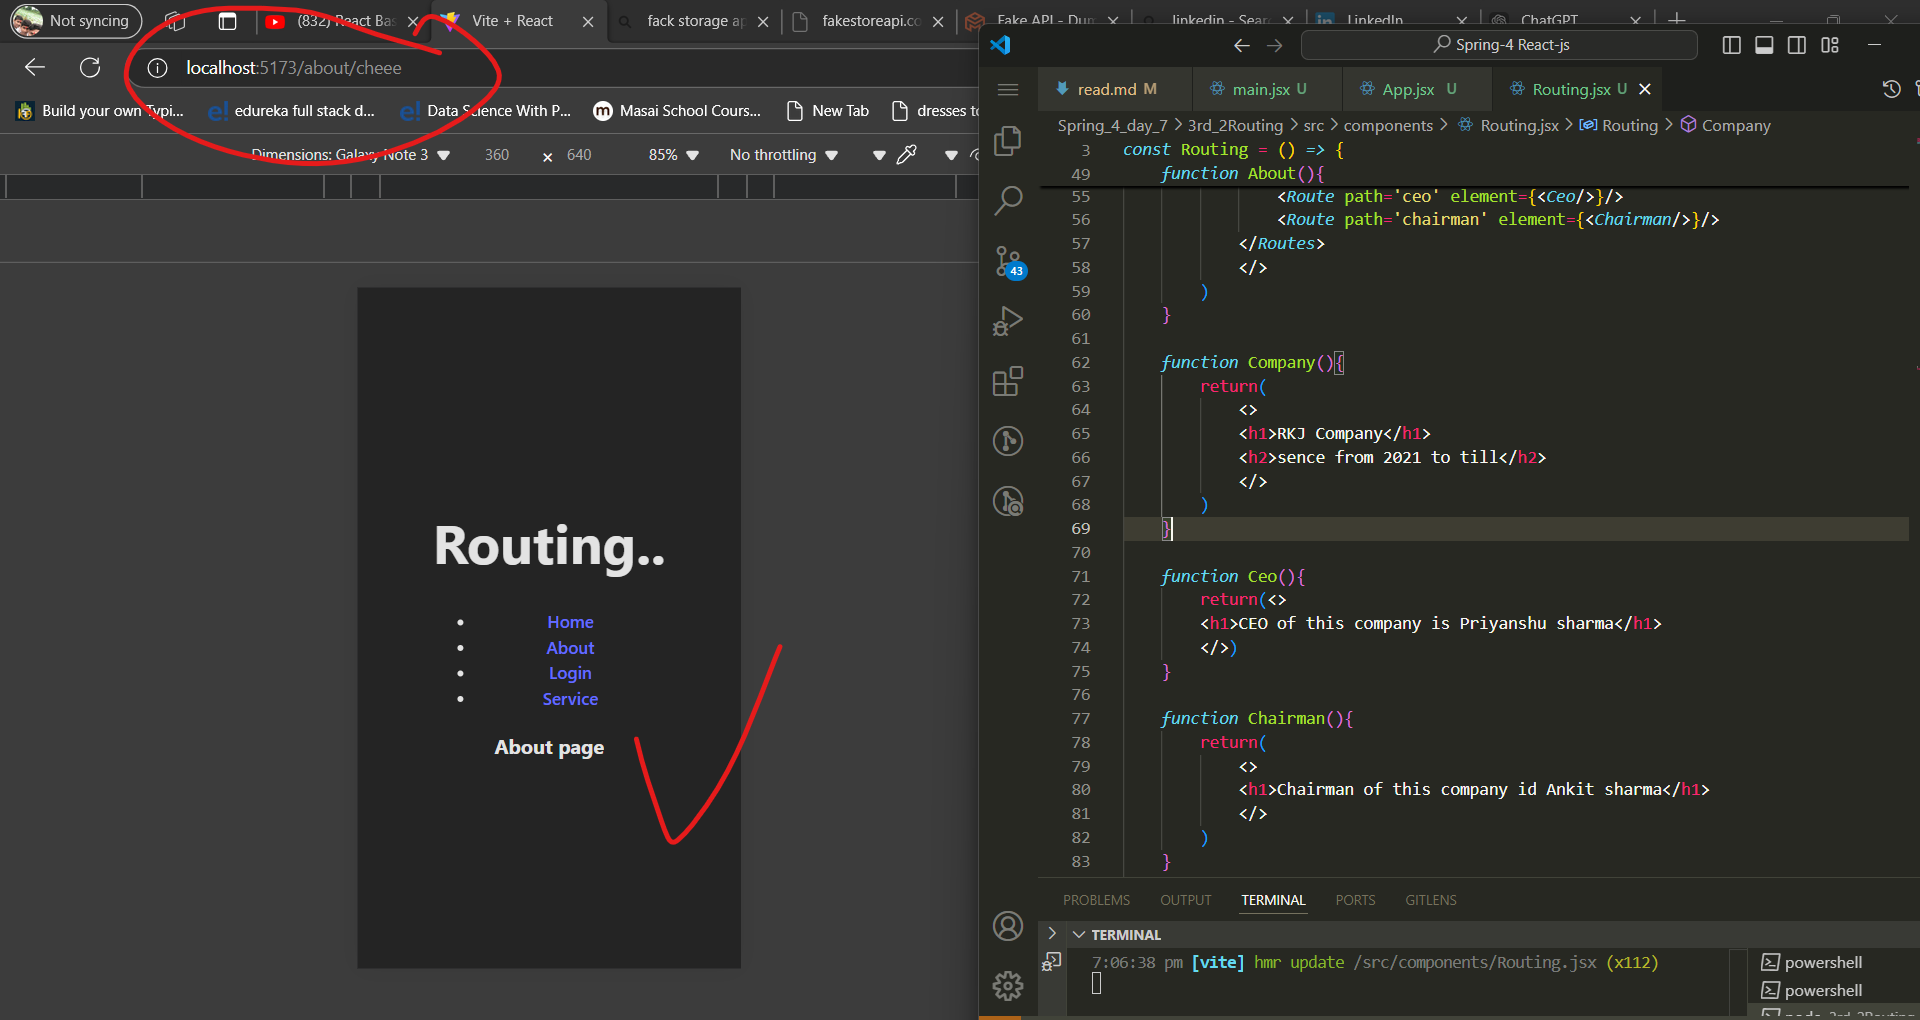 Not syncing
(832) React Bas
Vite + React
fack storage ap
fakestoreapi.co
Fake API - Dum
linkedin - Sear
LinkedIn
ChatGPT
localhost:5173/about/cheee
Build your own Typi...
edureka full stack d...
Data Science With P...
Masai School Cours...
New Tab
dresses to
Dimensions: Galaxy Note 3
360
×
640
85%
No throttling
Routing..
Home
About
Login
Service
About page
Spring-4 React-js
read.md M
main.jsx U
App.jsx U
Routing.jsx U
Spring_4_day_7 > 3rd_2Routing > src > components > Routing.jsx > Routing > Company
43
3 const Routing = () => {
49 function About(){
55 <Route path='ceo' element={<Ceo/>}/>
56 <Route path='chairman' element={<Chairman/>}/>
57 </Routes>
58 </>
59 )
60 }
61
62 function Company(){
63 return(
64 <>
65 <h1>RKJ Company</h1>
66 <h2>sence from 2021 to till</h2>
67 </>
68 )
69 }
70
71 function Ceo(){
72 return(<>
73 <h1>CEO of this company is Priyanshu sharma</h1>
74 </>)
75 }
76
77 function Chairman(){
78 return(
79 <>
80 <h1>Chairman of this company id Ankit sharma</h1>
81 </>
82 )
83 }
PROBLEMS
OUTPUT
TERMINAL
PORTS
GITLENS
TERMINAL
7:06:38 pm [vite] hmr update /src/components/Routing.jsx (x112)
powershell
powershell